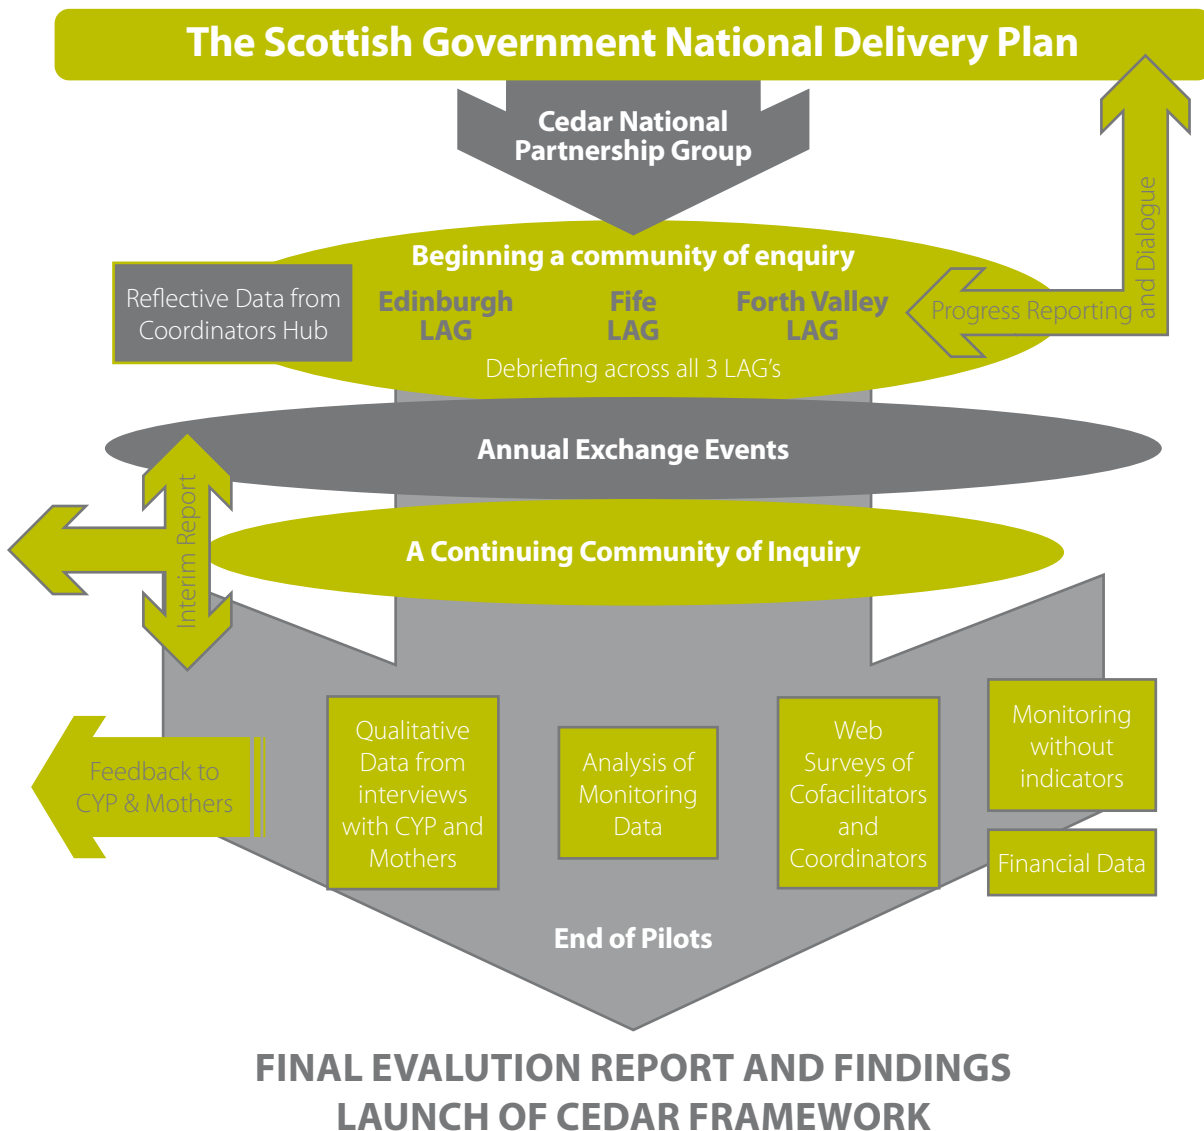 The Scottish Government National Delivery Plan
Cedar National
Partnership Group
Beginning a community of enquiry
Reflective Data from
Coordinators Hub
Edinburgh
LAG
Fife
LAG
Forth Valley
LAG
Progress Reporting
and Dialogue
Debriefing across all 3 LAG's
Annual Exchange Events
Interim Report
A Continuing Community of Inquiry
Feedback to
CYP & Mothers
Qualitative
Data from
interviews
with CYP and
Mothers
Analysis of
Monitoring
Data
Web
Surveys of
Cofacilitators
and
Coordinators
Monitoring
without
indicators
Financial Data
End of Pilots
FINAL EVALUTION REPORT AND FINDINGS
LAUNCH OF CEDAR FRAMEWORK